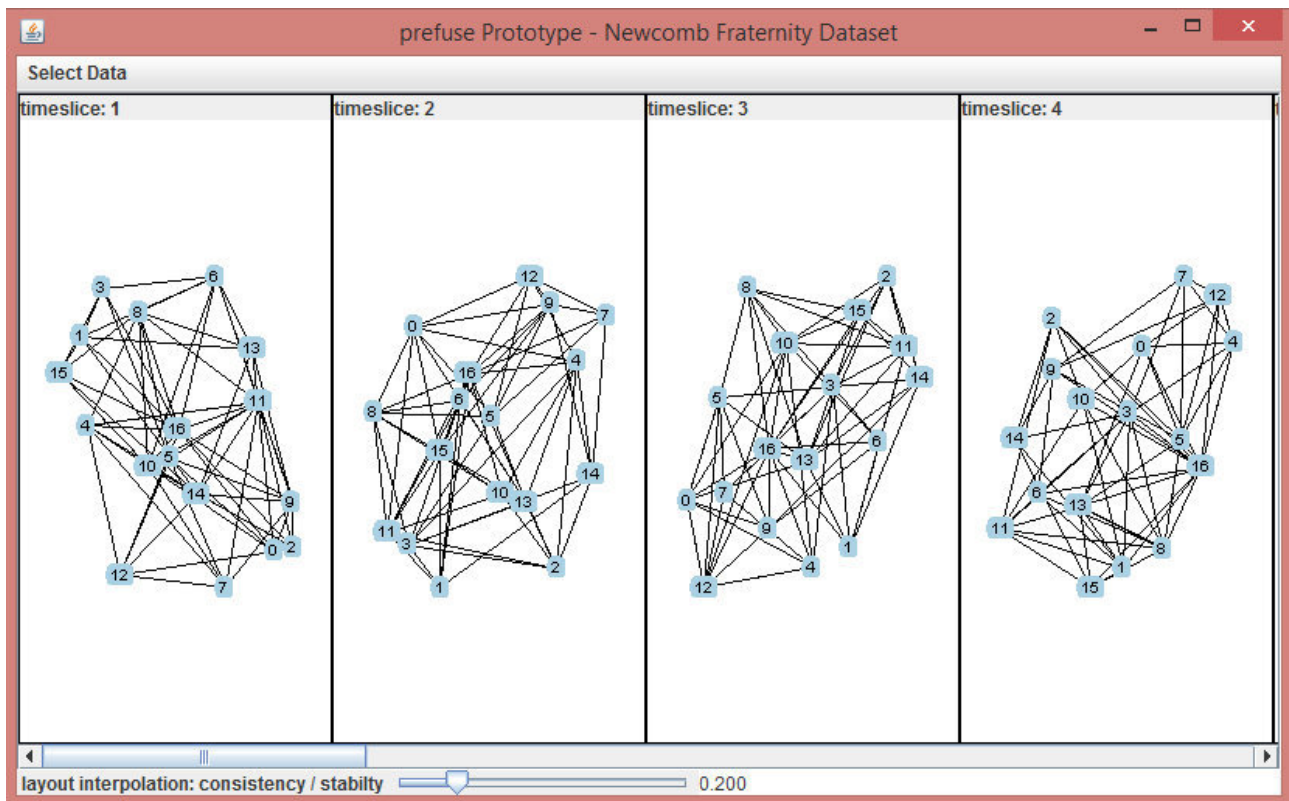 prefuse Prototype - Newcomb Fraternity Dataset
Select Data
timeslice: 1
timeslice: 2
timeslice: 3
timeslice: 4
3 6 8 1 13 15 11 4 16 5 10 14 9 0 2 12 7
12 9 7 0 4 16 6 8 5 15 14 10 13 11 3 2 1
2 8 15 10 11 14 3 5 6 16 13 7 0 9 1 4 12
7 12 2 0 4 9 10 3 14 5 16 6 13 11 8 1 15
layout interpolation: consistency / stabilty
0.200